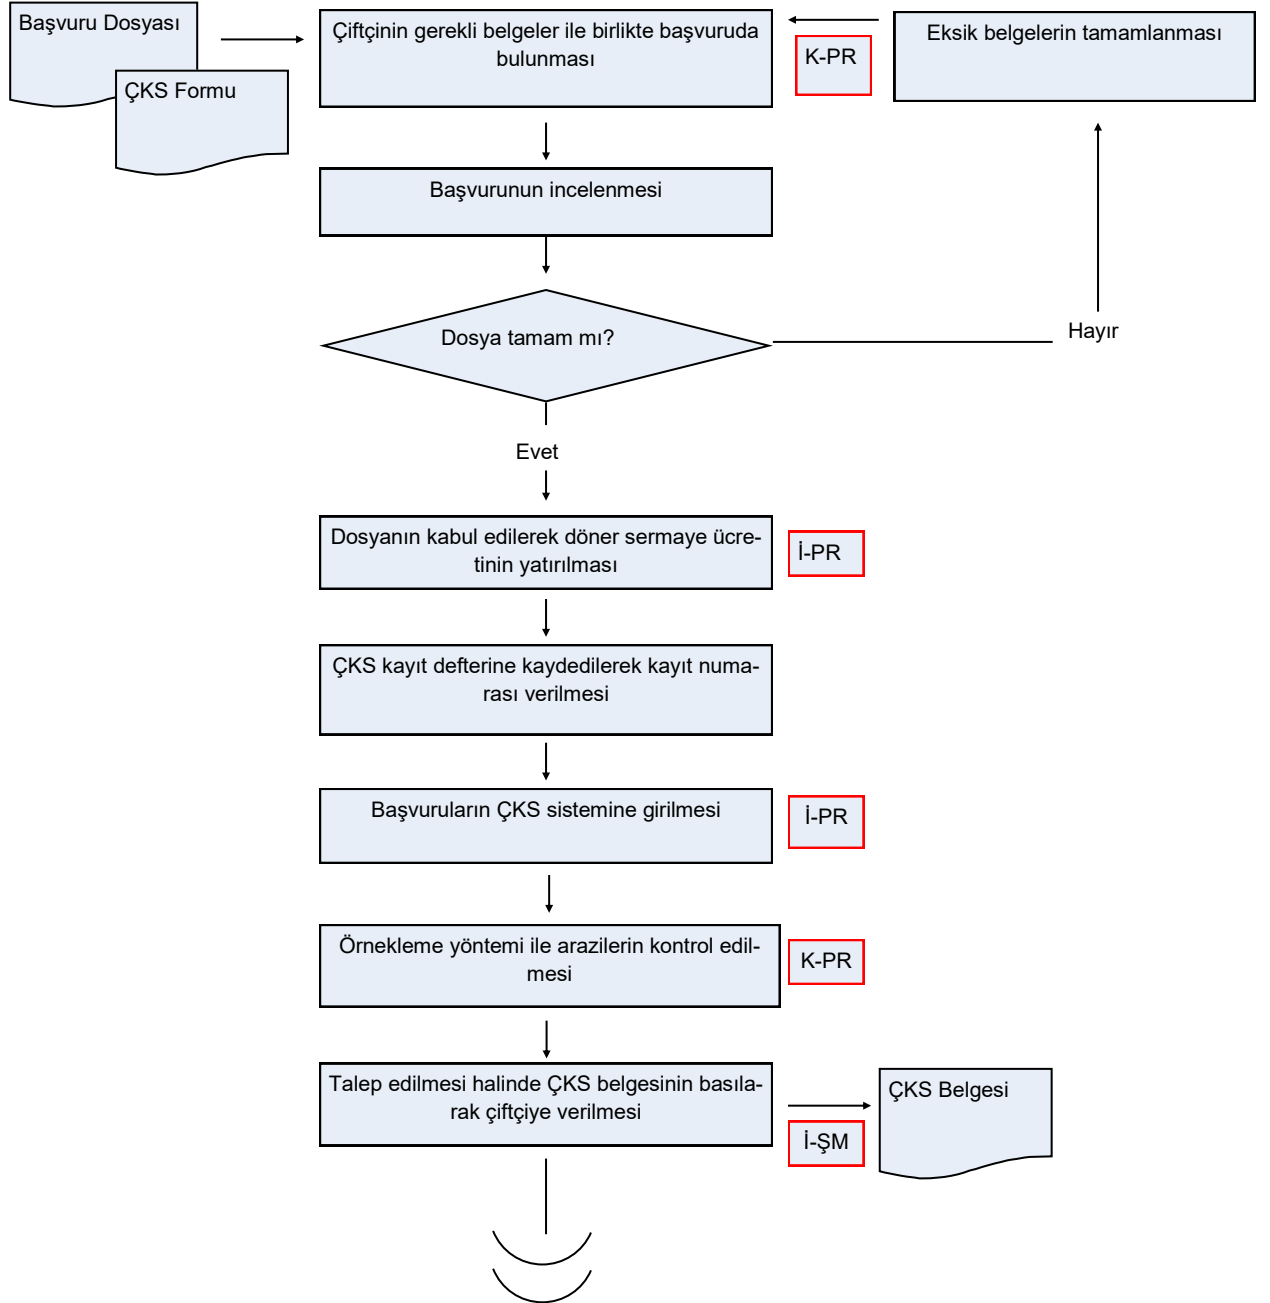 Başvuru Dosyası
ÇKS Formu
Çiftçinin gerekli belgeler ile birlikte başvuruda
bulunması
K-PR
Eksik belgelerin tamamlanması
Başvurunun incelenmesi
Dosya tamam mı?
Hayır
Evet
Dosyanın kabul edilerek döner sermaye ücre-
tinin yatırılması
İ-PR
ÇKS kayıt defterine kaydedilerek kayıt numa-
rası verilmesi
Başvuruların ÇKS sistemine girilmesi
İ-PR
Örnekleme yöntemi ile arazilerin kontrol edil-
mesi
K-PR
Talep edilmesi halinde ÇKS belgesinin basıla-
rak çiftçiye verilmesi
İ-ŞM
ÇKS Belgesi